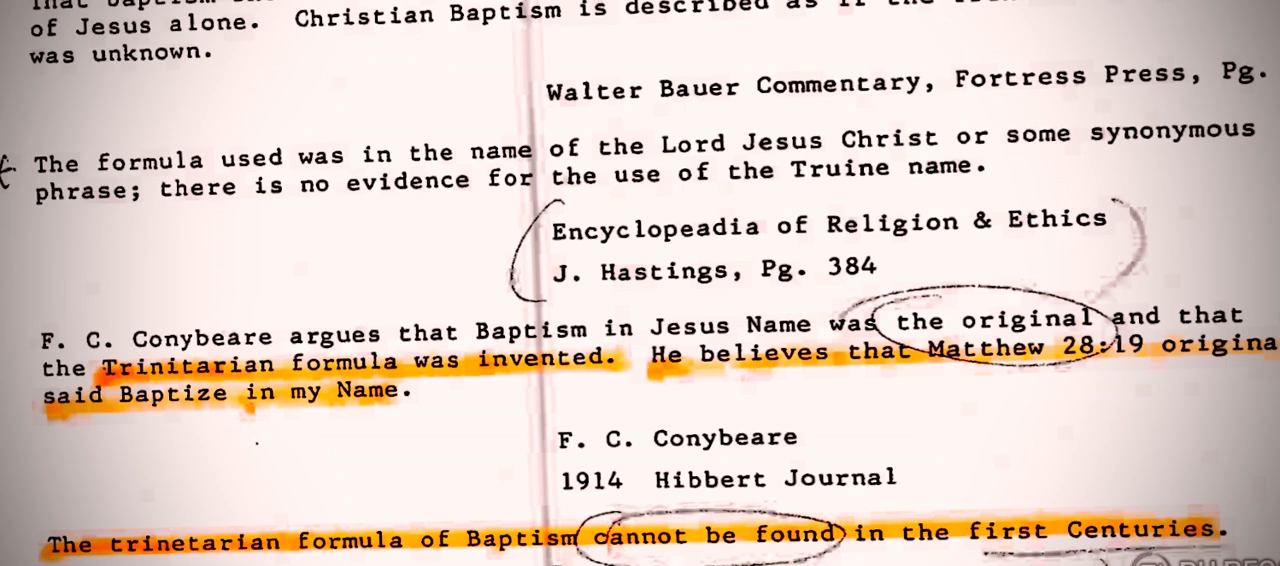 of Jesus alone. Christian Baptism is described as if the
was unknown.
Walter Bauer Commentary, Fortress Press, Pg.
The formula used was in the name of the Lord Jesus Christ or some synonymous
phrase; there is no evidence for the use of the Truine name.
Encyclopeadia of Religion & Ethics
J. Hastings, Pg. 384
F. C. Conybeare argues that Baptism in Jesus Name was the original and that
the Trinitarian formula was invented. He believes that Matthew 28:19 origina
said Baptize in my Name.
F. C. Conybeare
1914 Hibbert Journal
The trinetarian formula of Baptism cannot be found in the first Centuries.